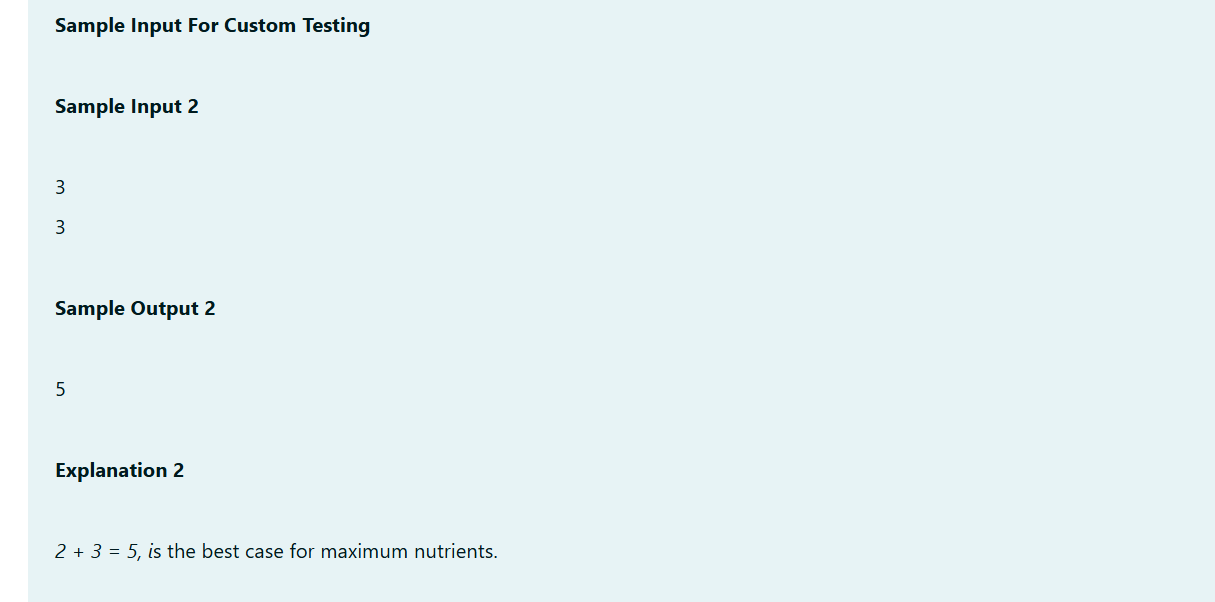 Sample Input For Custom Testing
Sample Input 2
3
3
Sample Output 2
5
Explanation 2
2 + 3 = 5, is the best case for maximum nutrients.